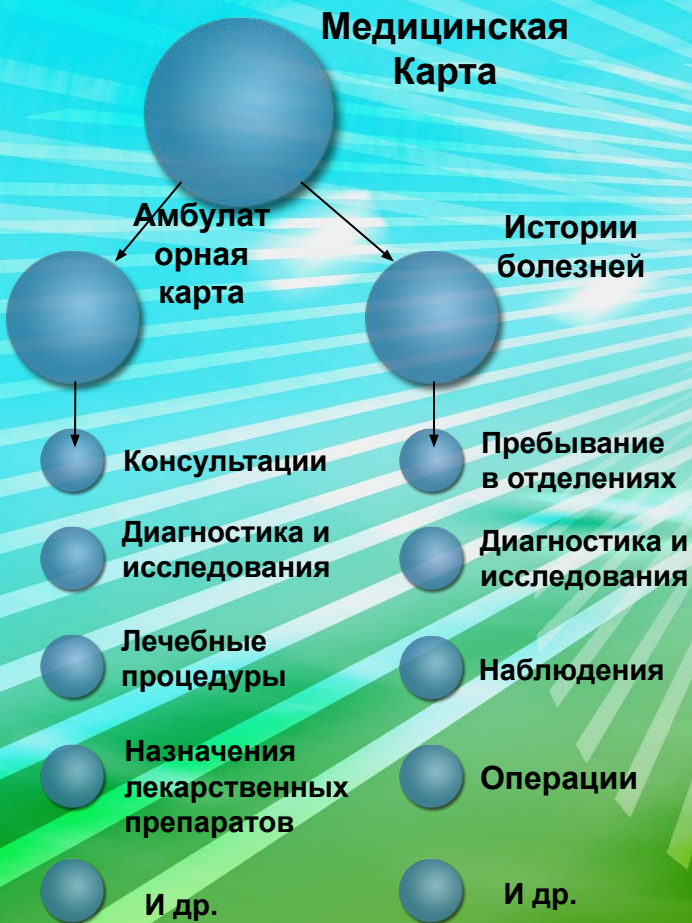 Медицинская
Карта
Амбулат
орная
карта
Истории
болезней
Консультации
Диагностика и
исследования
Лечебные
процедуры
Назначения
лекарственных
препаратов
И др.
Пребывание
в отделениях
Диагностика и
исследования
Наблюдения
Операции
И др.